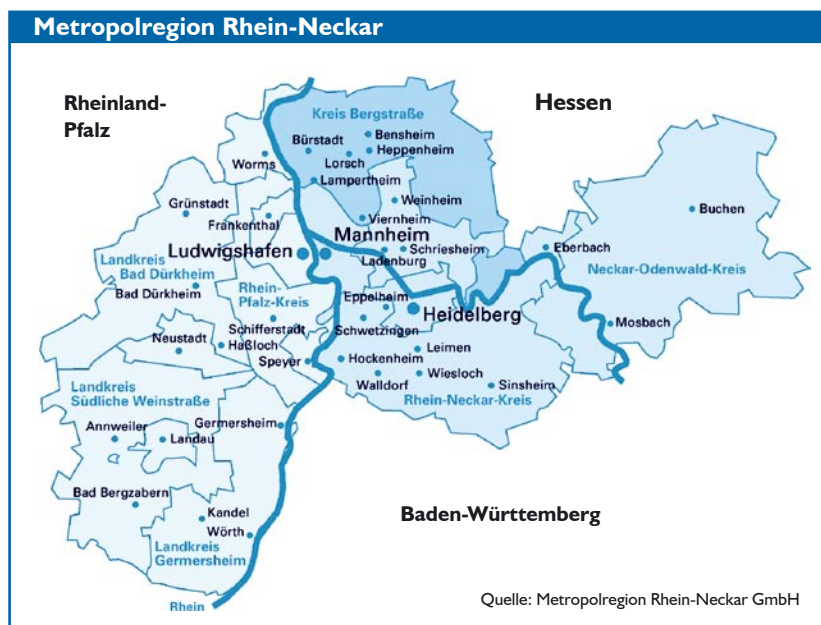 Metropolregion Rhein-Neckar
Rheinland-
Pfalz
Hessen
Kreis Bergstraße
Bensheim
Bürstadt
Heppenheim
Lorsch
Worms
Lampertheim
Weinheim
Grünstadt
Viernheim
Buchen
Frankenthal
Mannheim
Ludwigshafen
Schriesheim
Ladenburg
Eberbach
Landkreis
Bad Dürkheim
Neckar-Odenwald-Kreis
Bad Dürkheim
Rhein-
Pfalz-Kreis
Eppelheim
Heidelberg
Schifferstadt
Schwetzingen
Mosbach
Neustadt
Haßloch
Leimen
Speyer
Hockenheim
Wiesloch
Walldorf
Sinsheim
Landkreis
Südliche Weinstraße
Rhein-Neckar-Kreis
Annweiler
Germersheim
Landau
Bad Bergzabern
Kandel
Wörth
Baden-Württemberg
Landkreis
Germersheim
Rhein
Quelle: Metropolregion Rhein-Neckar GmbH